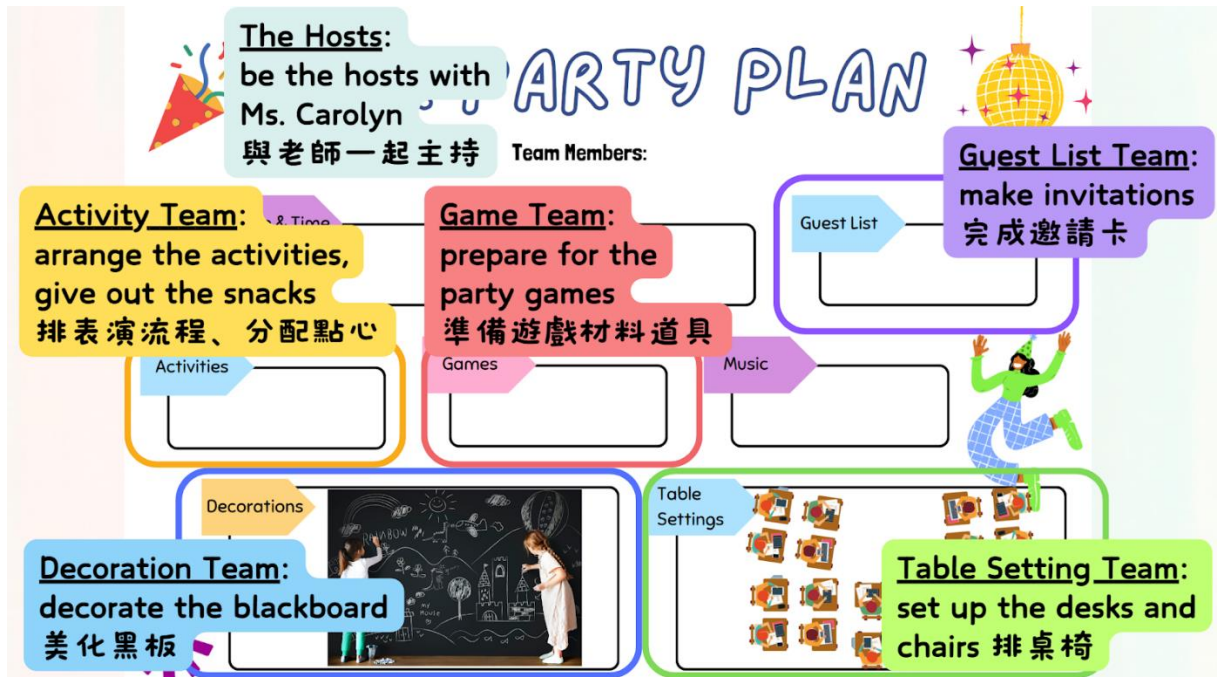 The Hosts:
be the hosts with
Ms. Carolyn
與老師一起主持
PARTY PLAN
Team Members:
Guest List Team:
make invitations
完成邀請卡
Activity Team:
arrange the activities,
give out the snacks
排表演流程、分配點心
& Time
Game Team:
prepare for the
party games
準備遊戲材料道具
Guest List
Activities
Games
Music
Decorations
RAINBOW
Table
Settings
Decoration Team:
decorate the blackboard
美化黑板
Table Setting Team:
set up the desks and
chairs 排桌椅